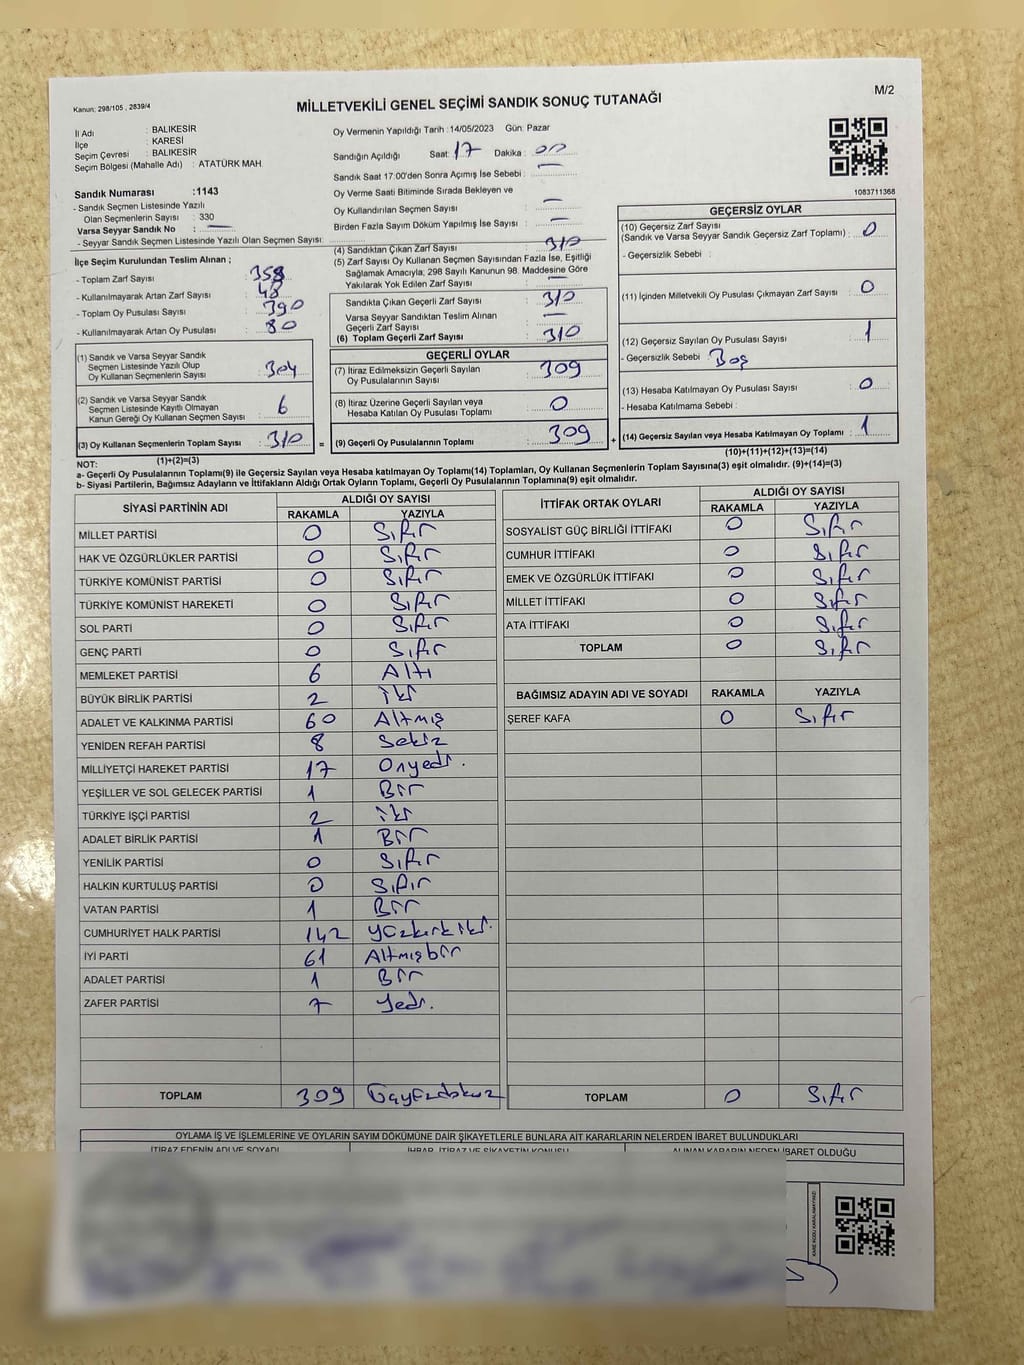 Kanun: 298/105 , 2839/4
MİLLETVEKİLİ GENEL SEÇİMİ SANDIK SONUÇ TUTANAĞI
M/2
İl Adı : BALIKESİR
İlçe : KARESİ
Seçim Çevresi : BALIKESİR
Seçim Bölgesi (Mahalle Adı) : ATATÜRK MAH.
Sandık Numarası : 1143
- Sandık Seçmen Listesinde Yazılı
Olan Seçmenlerin Sayısı : 330
Varsa Seyyar Sandık No : —
- Seyyar Sandık Seçmen Listesinde Yazılı Olan Seçmen Sayısı:
Oy Vermenin Yapıldığı Tarih : 14/05/2023 Gün: Pazar
Sandığın Açıldığı Saat: 17 Dakika : 00
Sandık Saat 17:00'den Sonra Açımış İse Sebebi : —
Oy Verme Saati Bitiminde Sırada Bekleyen ve
Oy Kullandırılan Seçmen Sayısı : —
Birden Fazla Sayım Döküm Yapılmış İse Sayısı : —
1083711368
İlçe Seçim Kurulundan Teslim Alınan ;
- Toplam Zarf Sayısı : 358
- Kullanılmayarak Artan Zarf Sayısı : 48
- Toplam Oy Pusulası Sayısı : 390
- Kullanılmayarak Artan Oy Pusulası : 80
(1) Sandık ve Varsa Seyyar Sandık
Seçmen Listesinde Yazılı Olup
Oy Kullanan Seçmenlerin Sayısı : 304
(2) Sandık ve Varsa Seyyar Sandık
Seçmen Listesinde Kayıtlı Olmayan
Kanun Gereği Oy Kullanan Seçmen Sayısı : 6
(3) Oy Kullanan Seçmenlerin Toplam Sayısı : 310 =
(1)+(2)=(3)
(4) Sandıktan Çıkan Zarf Sayısı : 310
(5) Zarf Sayısı Oy Kullanan Seçmen Sayısından Fazla İse, Eşitliği
Sağlamak Amacıyla, 298 Sayılı Kanunun 98. Maddesine Göre
Yakılarak Yok Edilen Zarf Sayısı : —
Sandıkta Çıkan Geçerli Zarf Sayısı : 310
Varsa Seyyar Sandıktan Teslim Alınan
Geçerli Zarf Sayısı : —
(6) Toplam Geçerli Zarf Sayısı : 310
GEÇERLİ OYLAR
(7) İtiraz Edilmeksizin Geçerli Sayılan
Oy Pusulalarının Sayısı : 309
(8) İtiraz Üzerine Geçerli Sayılan veya
Hesaba Katılan Oy Pusulası Toplamı : 0
(9) Geçerli Oy Pusulalarının Toplamı : 309 +
GEÇERSİZ OYLAR
(10) Geçersiz Zarf Sayısı
(Sandık ve Varsa Seyyar Sandık Geçersiz Zarf Toplamı) : 0
- Geçersizlik Sebebi :
(11) İçinden Milletvekili Oy Pusulası Çıkmayan Zarf Sayısı : 0
(12) Geçersiz Sayılan Oy Pusulası Sayısı : 1
- Geçersizlik Sebebi : Boş
(13) Hesaba Katılmayan Oy Pusulası Sayısı : 0
- Hesaba Katılmama Sebebi :
(14) Geçersiz Sayılan veya Hesaba Katılmayan Oy Toplamı : 1
(10)+(11)+(12)+(13)=(14)
NOT:
a- Geçerli Oy Pusulalarının Toplamı(9) ile Geçersiz Sayılan veya Hesaba katılmayan Oy Toplamı(14) Toplamları, Oy Kullanan Seçmenlerin Toplam Sayısına(3) eşit olmalıdır. (9)+(14)=(3)
b- Siyasi Partilerin, Bağımsız Adayların ve İttifakların Aldığı Ortak Oyların Toplamı, Geçerli Oy Pusulalarının Toplamına(9) eşit olmalıdır.
SİYASİ PARTİNİN ADI ALDIĞI OY SAYISI
RAKAMLA YAZIYLA
MİLLET PARTİSİ 0 Sıfır
HAK VE ÖZGÜRLÜKLER PARTİSİ 0 Sıfır
TÜRKİYE KOMÜNİST PARTİSİ 0 Sıfır
TÜRKİYE KOMÜNİST HAREKETİ 0 Sıfır
SOL PARTİ 0 Sıfır
GENÇ PARTİ 0 Sıfır
MEMLEKET PARTİSİ 6 Altı
BÜYÜK BİRLİK PARTİSİ 2 İki
ADALET VE KALKINMA PARTİSİ 60 Altmış
YENİDEN REFAH PARTİSİ 8 Sekiz
MİLLİYETÇİ HAREKET PARTİSİ 17 Onyedi.
YEŞİLLER VE SOL GELECEK PARTİSİ 1 Bir
TÜRKİYE İŞÇİ PARTİSİ 2 İki
ADALET BİRLİK PARTİSİ 1 Bir
YENİLİK PARTİSİ 0 Sıfır
HALKIN KURTULUŞ PARTİSİ 0 Sıfır
VATAN PARTİSİ 1 Bir
CUMHURİYET HALK PARTİSİ 142 Yüzkırkiki.
İYİ PARTİ 61 Altmışbir
ADALET PARTİSİ 1 Bir
ZAFER PARTİSİ 7 Yedi.
TOPLAM 309 Üçyüzdokuz
İTTİFAK ORTAK OYLARI ALDIĞI OY SAYISI
RAKAMLA YAZIYLA
SOSYALİST GÜÇ BİRLİĞİ İTTİFAKI 0 Sıfır
CUMHUR İTTİFAKI 0 Sıfır
EMEK VE ÖZGÜRLÜK İTTİFAKI 0 Sıfır
MİLLET İTTİFAKI 0 Sıfır
ATA İTTİFAKI 0 Sıfır
TOPLAM 0 Sıfır
BAĞIMSIZ ADAYIN ADI VE SOYADI RAKAMLA YAZIYLA
ŞEREF KAFA 0 Sıfır
TOPLAM 0 Sıfır
OYLAMA İŞ VE İŞLEMLERİNE VE OYLARIN SAYIM DÖKÜMÜNE DAİR ŞİKAYETLERLE BUNLARA AİT KARARLARIN NELERDEN İBARET BULUNDUKLARI
İTİRAZ EDENİN ADI VE SOYADI İHBAR, İTİRAZ VE ŞİKAYETİN KONUSU ALINAN KARARIN NEDEN İBARET OLDUĞU
KARE KODU KARALAMAYINIZ!